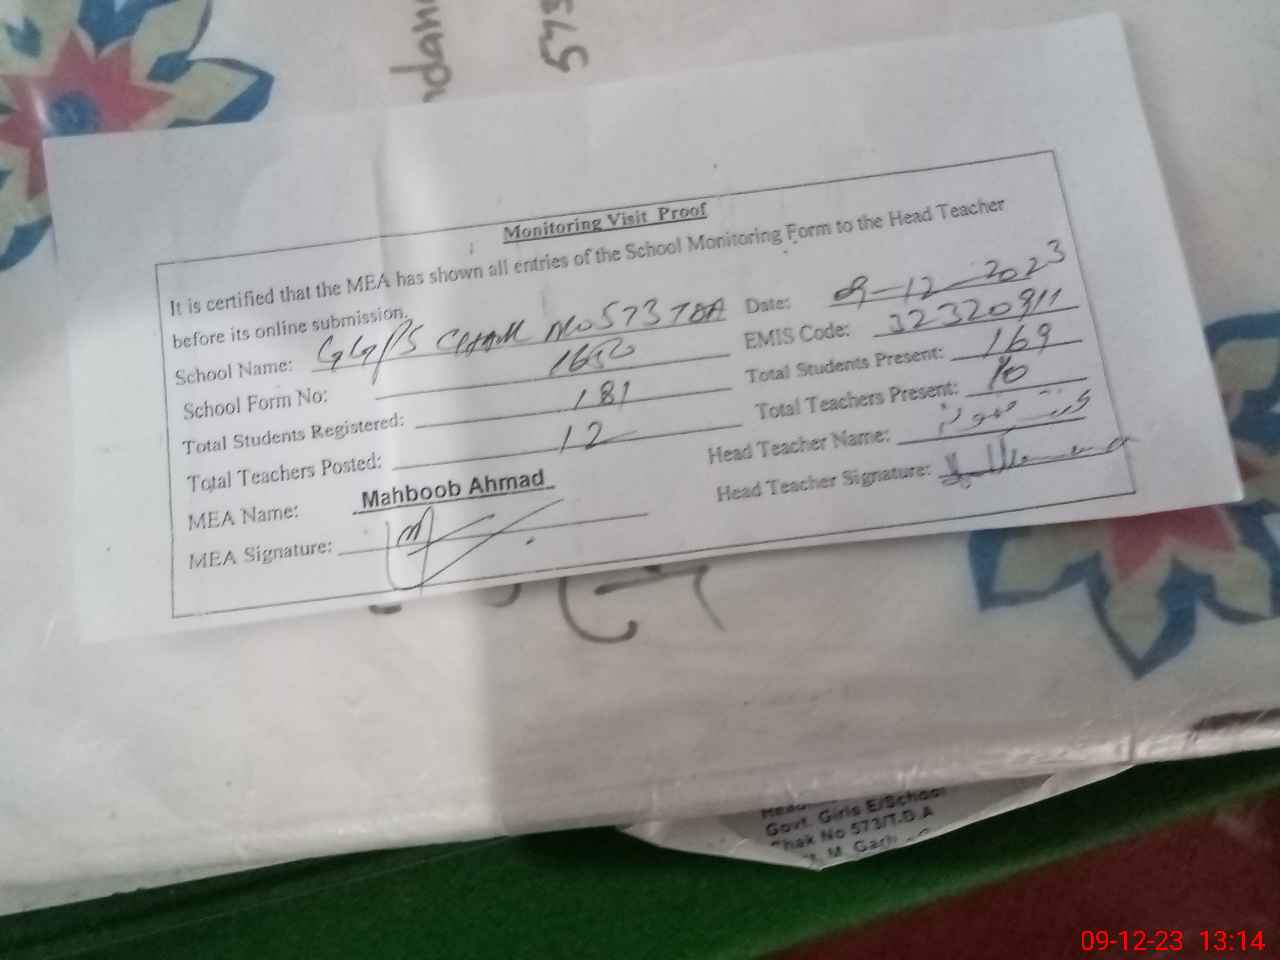 573
Monitoring Visit Proof
It is certified that the MEA has shown all entries of the School Monitoring Form to the Head Teacher
before its online submission.
Date: 09-12-2023
School Name: GGPS CHAK No 573 TDA
EMIS Code: 32320911
School Form No: 1650
Total Students Present: 169
Total Students Registered: 181
Total Teachers Present: 10
Total Teachers Posted: 12
Head Teacher Name:
MEA Name: Mahboob Ahmad
Head Teacher Signature:
MEA Signature:
Govt. Girls E/School
Chak No 573/T.D.A
M. Garh
09-12-23 13:14